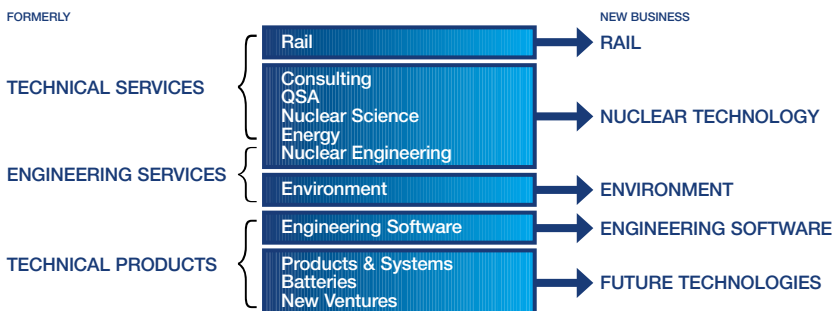 FORMERLY
NEW BUSINESS
TECHNICAL SERVICES
ENGINEERING SERVICES
TECHNICAL PRODUCTS
Rail
Consulting
QSA
Nuclear Science
Energy
Nuclear Engineering
Environment
Engineering Software
Products & Systems
Batteries
New Ventures
RAIL
NUCLEAR TECHNOLOGY
ENVIRONMENT
ENGINEERING SOFTWARE
FUTURE TECHNOLOGIES